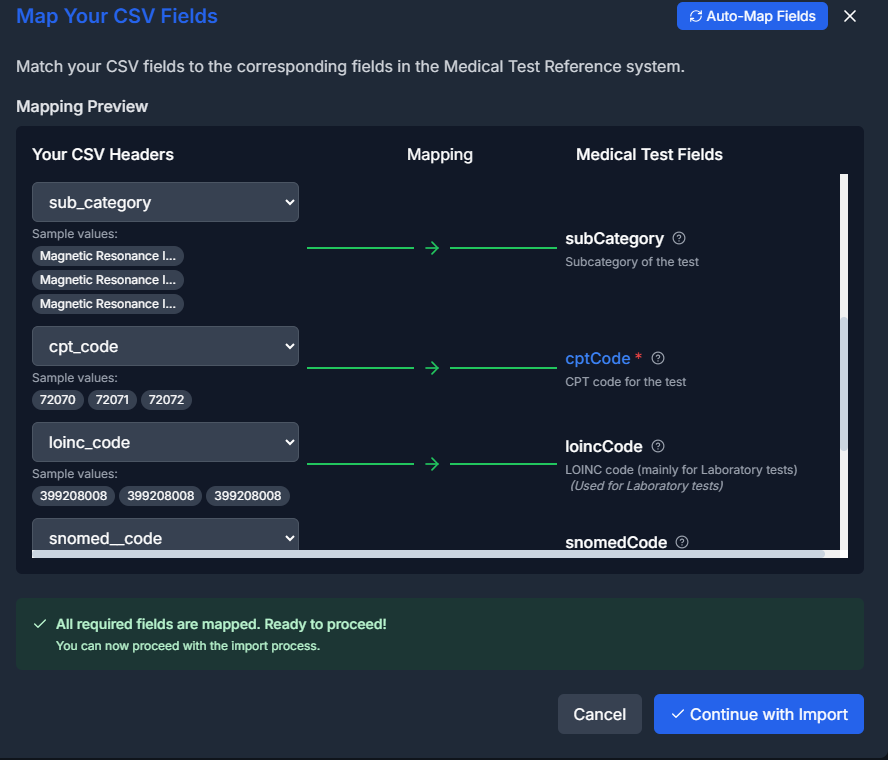 Map Your CSV Fields
Auto-Map Fields
Match your CSV fields to the corresponding fields in the Medical Test Reference system.
Mapping Preview
Your CSV Headers
Mapping
Medical Test Fields
sub_category
Sample values:
Magnetic Resonance I...
Magnetic Resonance I...
Magnetic Resonance I...
subCategory
Subcategory of the test
cpt_code
Sample values:
72070 72071 72072
cptCode *
CPT code for the test
loinc_code
Sample values:
399208008 399208008 399208008
loincCode
LOINC code (mainly for Laboratory tests)
(Used for Laboratory tests)
snomed__code
snomedCode
All required fields are mapped. Ready to proceed!
You can now proceed with the import process.
Cancel
Continue with Import